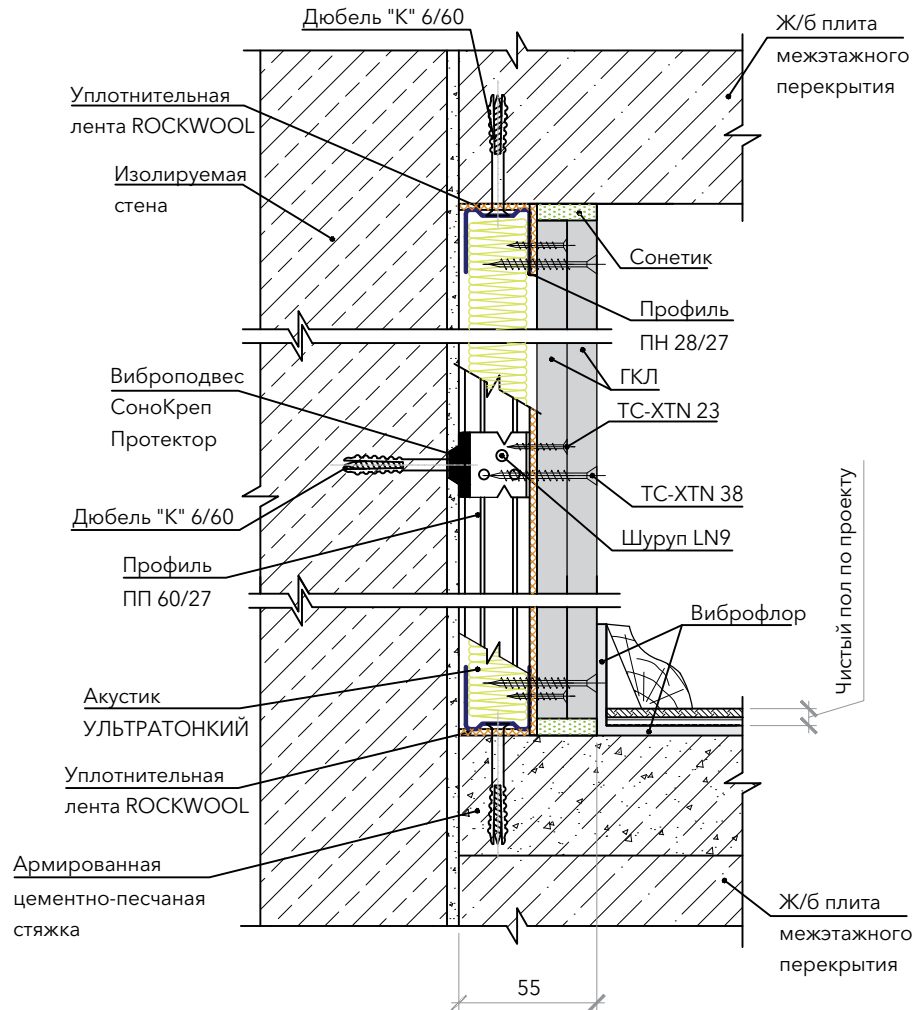 Дюбель "К" 6/60
Ж/б плита
межэтажного
перекрытия
Уплотнительная
лента ROCKWOOL
Изолируемая
стена
Сонетик
Профиль
ПН 28/27
Виброподвес
СоноКреп
Протектор
ГКЛ
ТС-XTN 23
ТС-XTN 38
Дюбель "К" 6/60
Шуруп LN9
Профиль
ПП 60/27
Виброфлор
Чистый пол по проекту
Акустик
УЛЬТРАТОНКИЙ
Уплотнительная
лента ROCKWOOL
Армированная
цементно-песчаная
стяжка
Ж/б плита
межэтажного
перекрытия
55